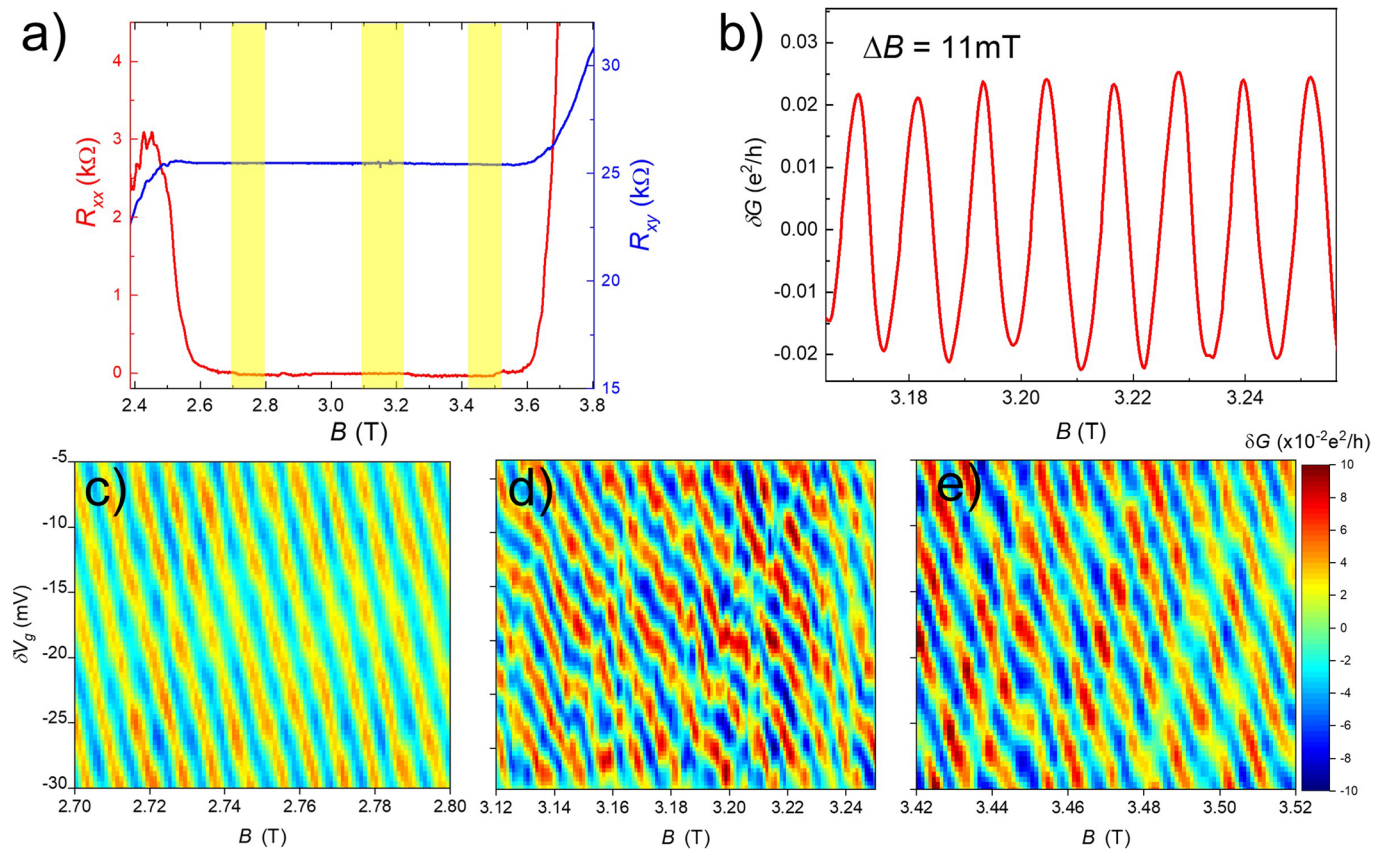 a)
4
3
2
1
0
R_xx (kΩ)
30
25
20
15
R_xy (kΩ)
2.4 2.6 2.8 3.0 3.2 3.4 3.6 3.8
B (T)
b)
ΔB = 11mT
0.03
0.02
0.01
0.00
-0.01
-0.02
δG (e²/h)
3.18 3.20 3.22 3.24
B (T)
c)
-5
-10
-15
-20
-25
-30
δV_g (mV)
2.70 2.72 2.74 2.76 2.78 2.80
B (T)
d)
3.12 3.14 3.16 3.18 3.20 3.22 3.24
B (T)
e)
3.42 3.44 3.46 3.48 3.50 3.52
B (T)
δG (x10⁻²e²/h)
10
8
6
4
2
0
-2
-4
-6
-8
-10